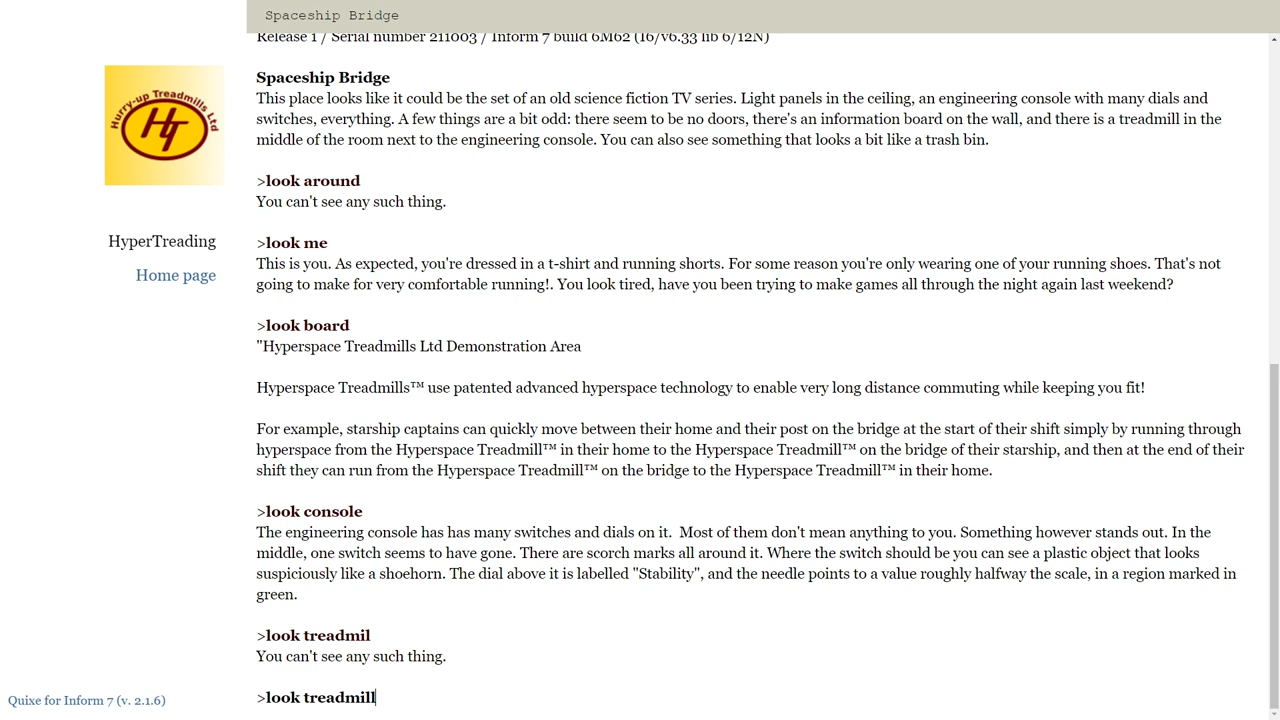 Spaceship Bridge
Release 1 / Serial number 211003 / Inform 7 build 6M62 (I6/v6.33 lib 6/12N)
Hurry-up Treadmills Ltd
HT
HyperTreading
Home page
Spaceship Bridge
This place looks like it could be the set of an old science fiction TV series. Light panels in the ceiling, an engineering console with many dials and
switches, everything. A few things are a bit odd: there seem to be no doors, there's an information board on the wall, and there is a treadmill in the
middle of the room next to the engineering console. You can also see something that looks a bit like a trash bin.
>look around
You can't see any such thing.
>look me
This is you. As expected, you're dressed in a t-shirt and running shorts. For some reason you're only wearing one of your running shoes. That's not
going to make for very comfortable running!. You look tired, have you been trying to make games all through the night again last weekend?
>look board
"Hyperspace Treadmills Ltd Demonstration Area
Hyperspace Treadmills™ use patented advanced hyperspace technology to enable very long distance commuting while keeping you fit!
For example, starship captains can quickly move between their home and their post on the bridge at the start of their shift simply by running through
hyperspace from the Hyperspace Treadmill™ in their home to the Hyperspace Treadmill™ on the bridge of their starship, and then at the end of their
shift they can run from the Hyperspace Treadmill™ on the bridge to the Hyperspace Treadmill™ in their home.
>look console
The engineering console has has many switches and dials on it. Most of them don't mean anything to you. Something however stands out. In the
middle, one switch seems to have gone. There are scorch marks all around it. Where the switch should be you can see a plastic object that looks
suspiciously like a shoehorn. The dial above it is labelled "Stability", and the needle points to a value roughly halfway the scale, in a region marked in
green.
>look treadmil
You can't see any such thing.
>look treadmill
Quixe for Inform 7 (v. 2.1.6)